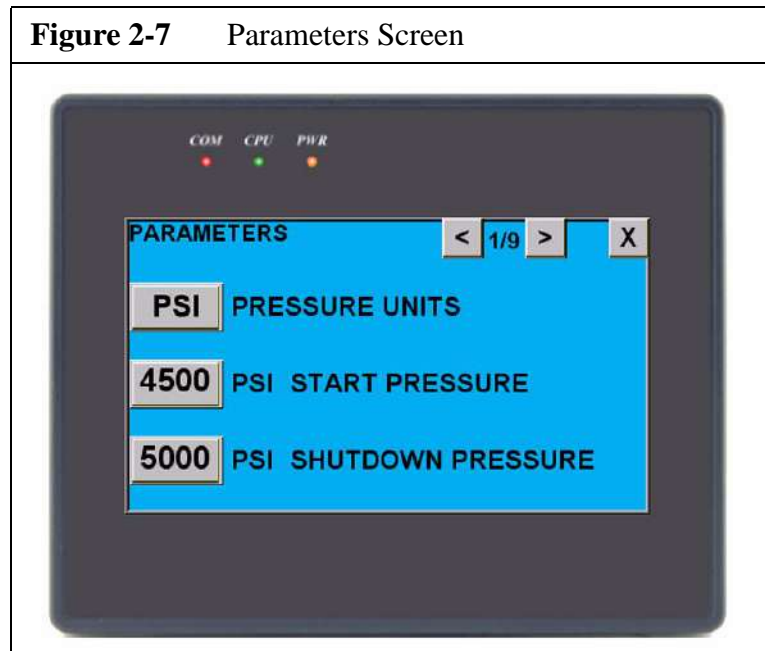 Figure 2-7 Parameters Screen
COM CPU PWR
PARAMETERS < 1/9 > X
PSI PRESSURE UNITS
4500 PSI START PRESSURE
5000 PSI SHUTDOWN PRESSURE